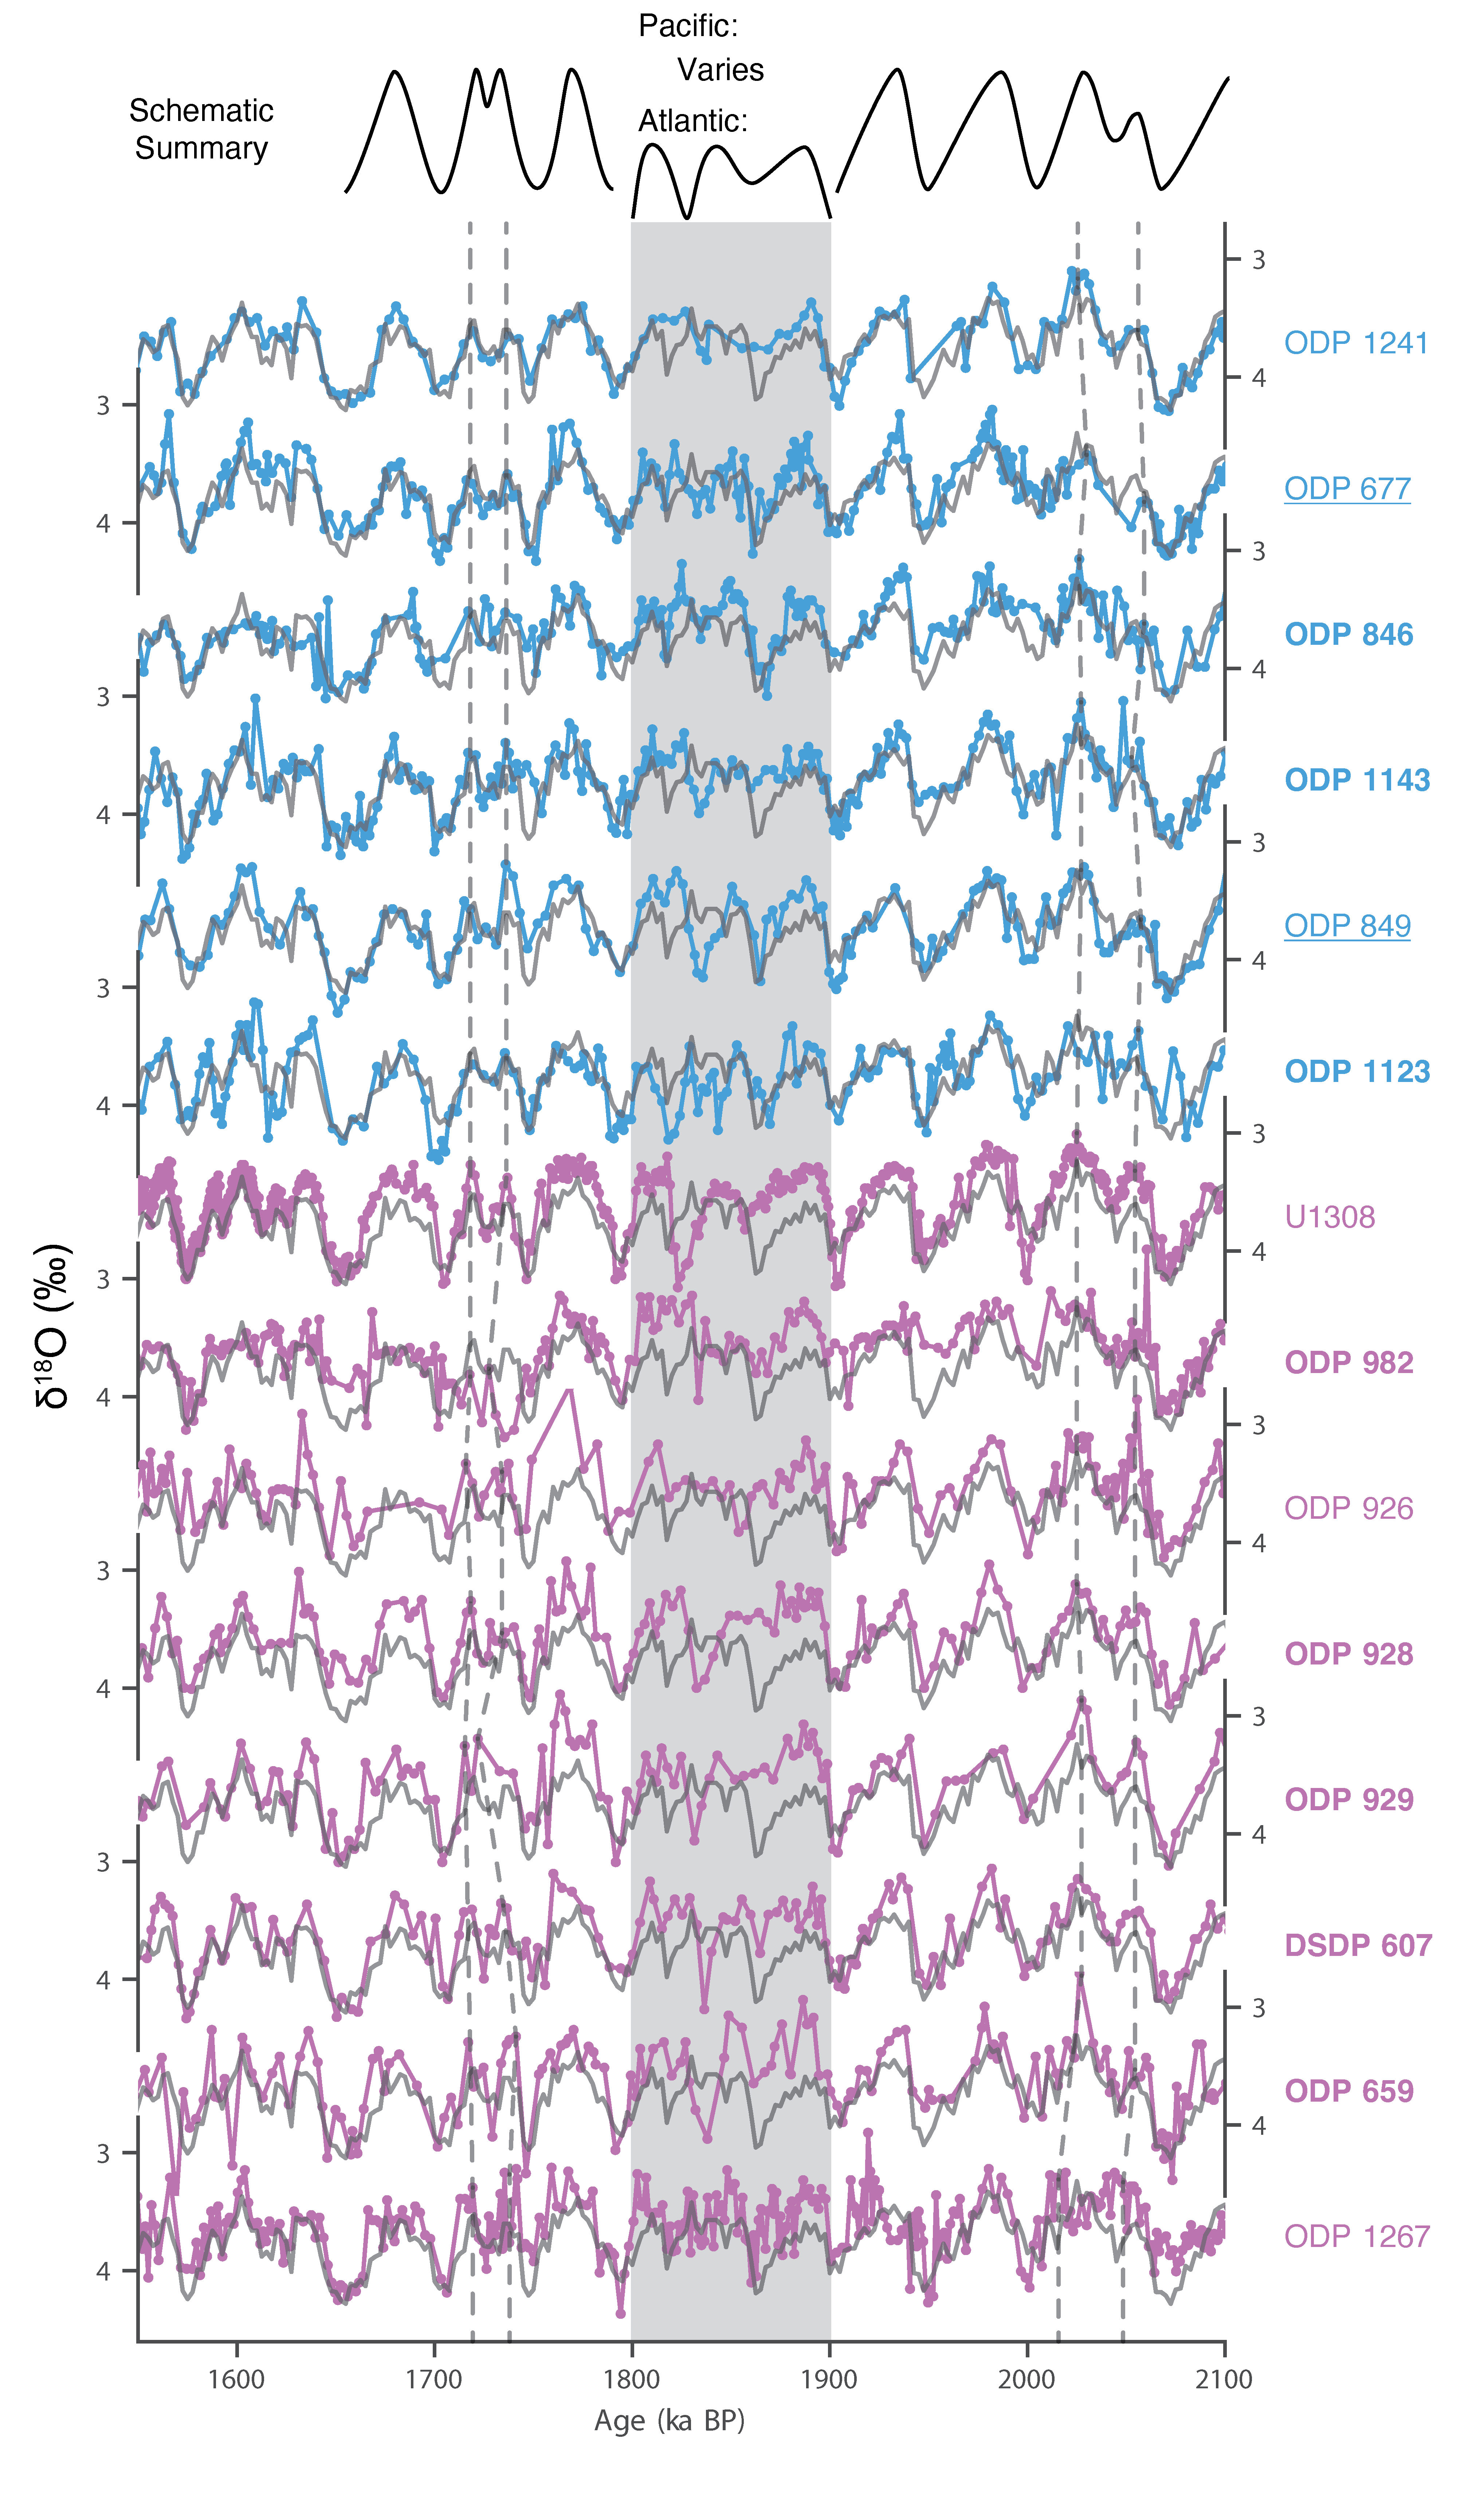 Pacific:
Varies
Schematic
Summary
Atlantic:
3
ODP 1241
4
3
ODP 677
4
3
ODP 846
4
3
ODP 1143
4
3
ODP 849
4
3
ODP 1123
4
3
U1308
4
3
ODP 982
4
3
ODP 926
4
3
ODP 928
4
3
ODP 929
4
3
DSDP 607
4
3
ODP 659
4
3
ODP 1267
4
δ18O (‰)
1600 1700 1800 1900 2000 2100
Age (ka BP)